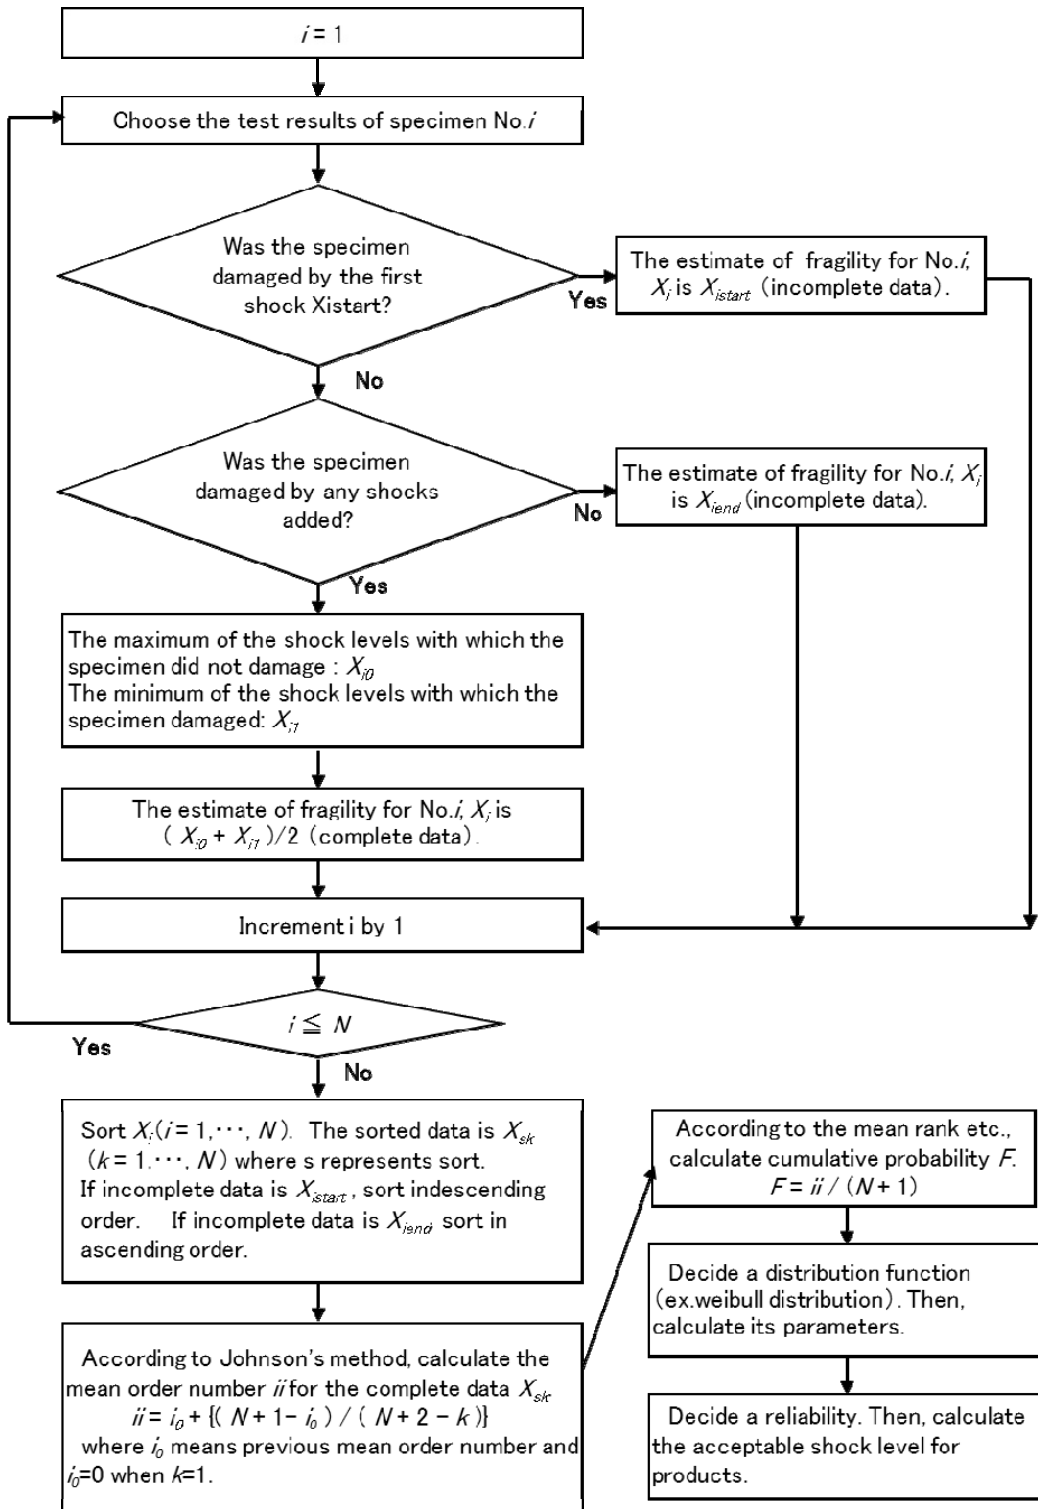 i = 1
Choose the test results of specimen No.i
Was the specimen
damaged by the first
shock Xistart?
Yes
The estimate of fragility for No.i,
Xi is Xistart (incomplete data).
No
Was the specimen
damaged by any shocks
added?
No
The estimate of fragility for No.i, Xi
is Xiend (incomplete data).
Yes
The maximum of the shock levels with which the
specimen did not damage : Xi0
The minimum of the shock levels with which the
specimen damaged: Xi1
The estimate of fragility for No.i, Xi is
( Xi0 + Xi1 )/2 (complete data).
Increment i by 1
i ≦ N
Yes
No
Sort Xi(i = 1,･･･, N). The sorted data is Xsk
(k = 1.･･･, N) where s represents sort.
If incomplete data is Xistart, sort indescending
order. If incomplete data is Xiend, sort in
ascending order.
According to Johnson's method, calculate the
mean order number ii for the complete data Xsk
ii = i0 + {( N + 1 - i0 ) / ( N + 2 - k )}
where i0 means previous mean order number and
i0=0 when k=1.
According to the mean rank etc.,
calculate cumulative probability F.
F = ii / (N + 1)
Decide a distribution function
(ex.weibull distribution). Then,
calculate its parameters.
Decide a reliability. Then, calculate
the acceptable shock level for
products.